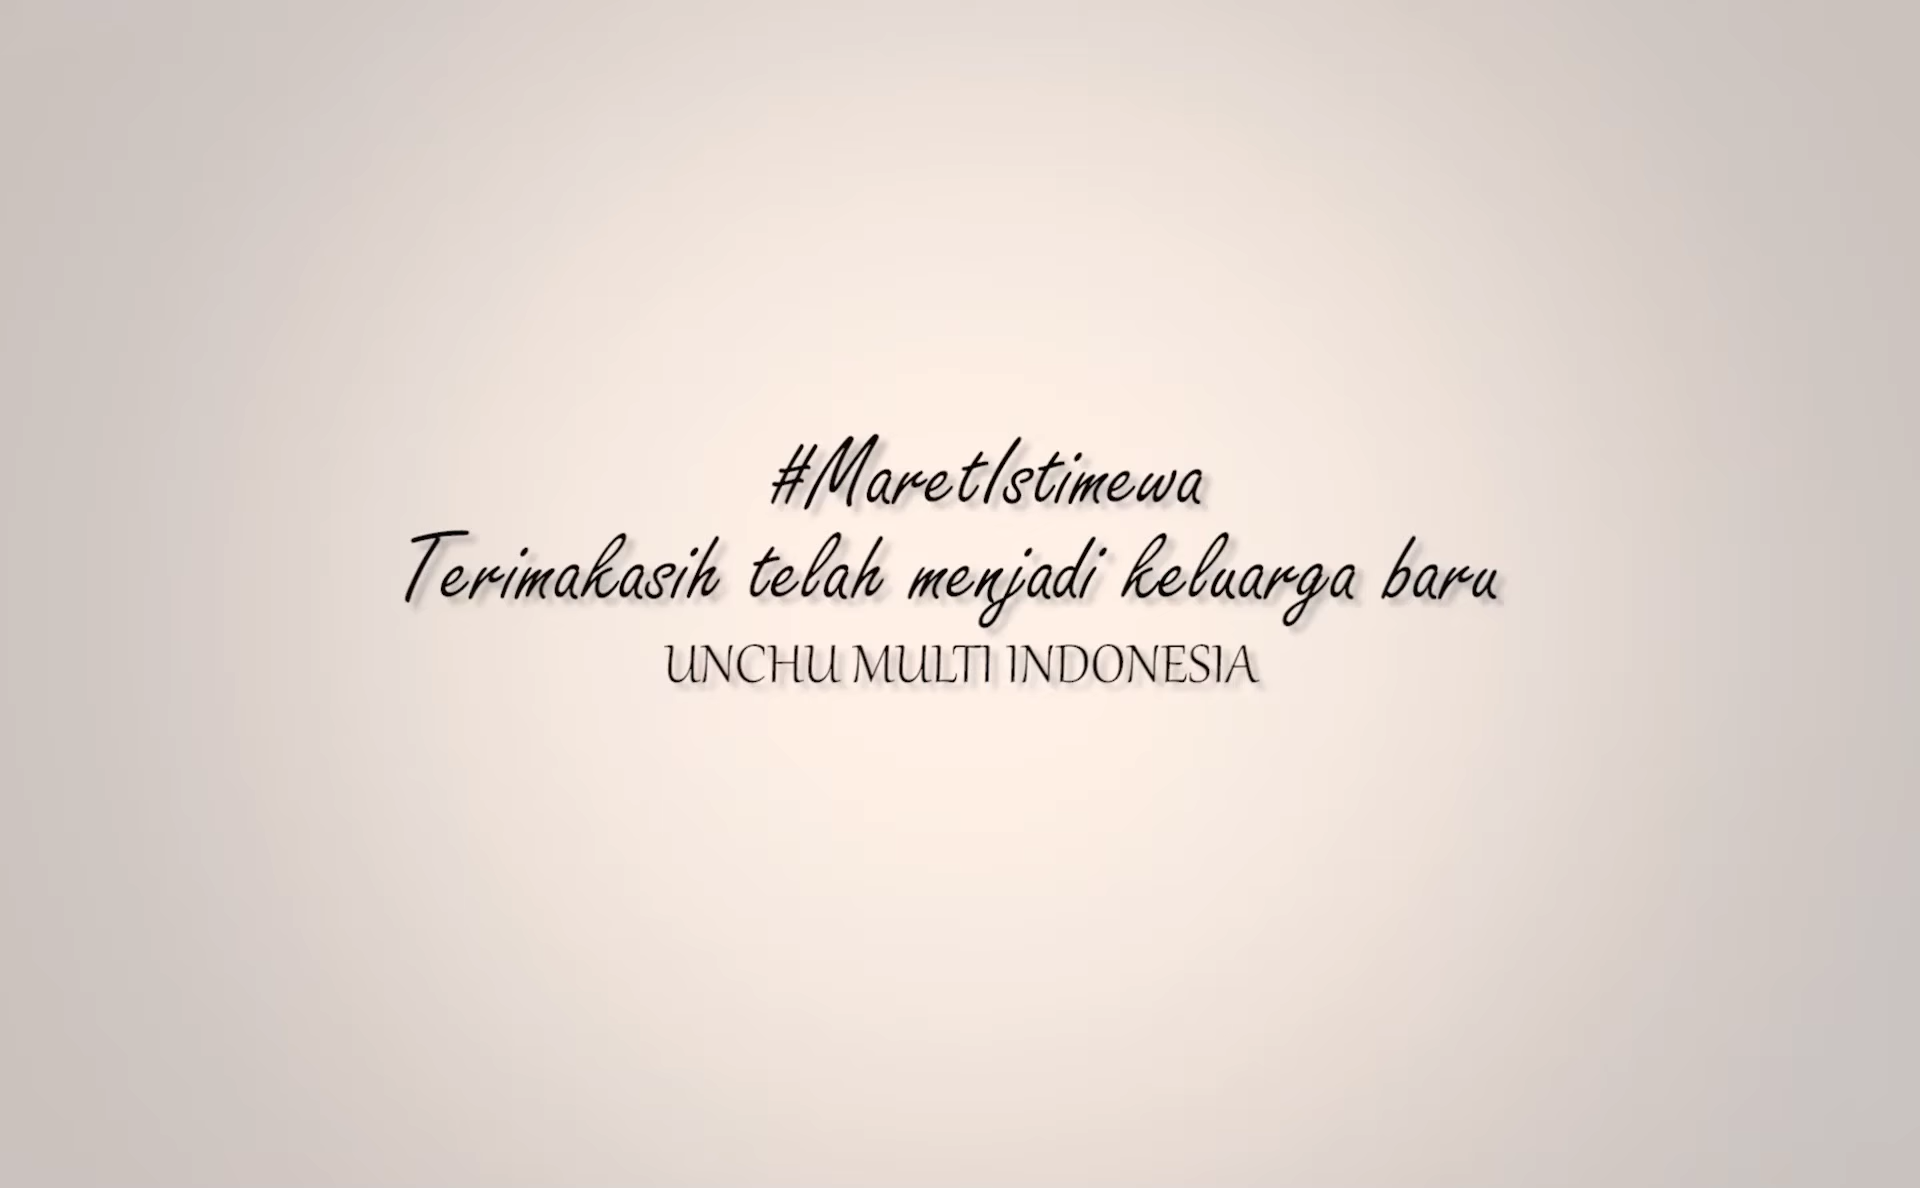 #MaretIstimewa
Terimakasih telah menjadi keluarga baru
UNCHU MULTI INDONESIA